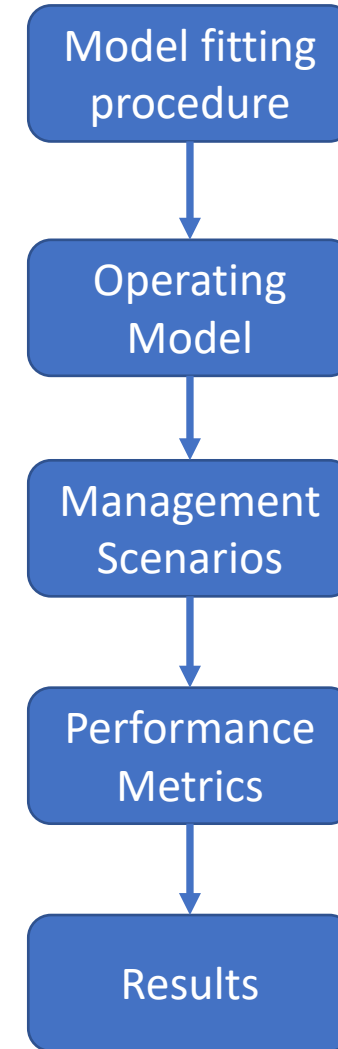 Model fitting
procedure
Operating
Model
Management
Scenarios
Performance
Metrics
Results